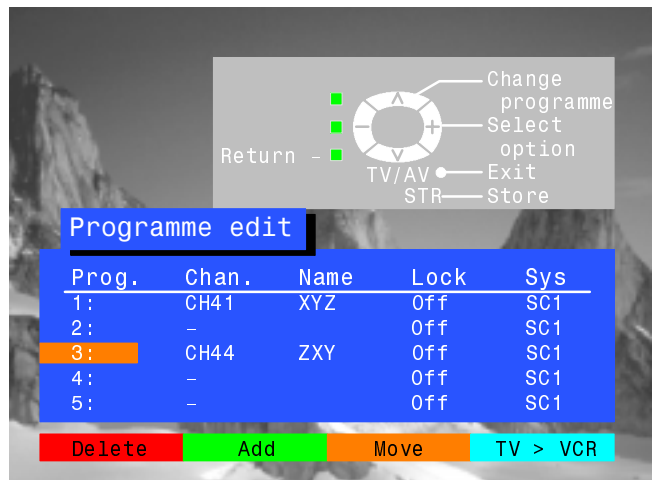 Change
programme
Select
option
Return –
TV/AV Exit
STR Store
Programme edit
Prog. Chan. Name Lock Sys
1: CH41 XYZ Off SC1
2: – Off SC1
3: CH44 ZXY Off SC1
4: – Off SC1
5: – Off SC1
Delete Add Move TV > VCR